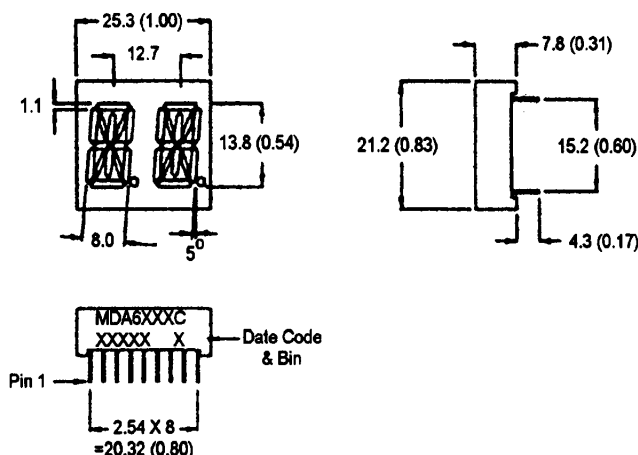 25.3 (1.00)
12.7
1.1
13.8 (0.54)
8.0
5°
7.8 (0.31)
21.2 (0.83)
15.2 (0.60)
4.3 (0.17)
MDA6XXXC
XXXXX X
Date Code
& Bin
Pin 1
2.54 X 8
=20.32 (0.80)